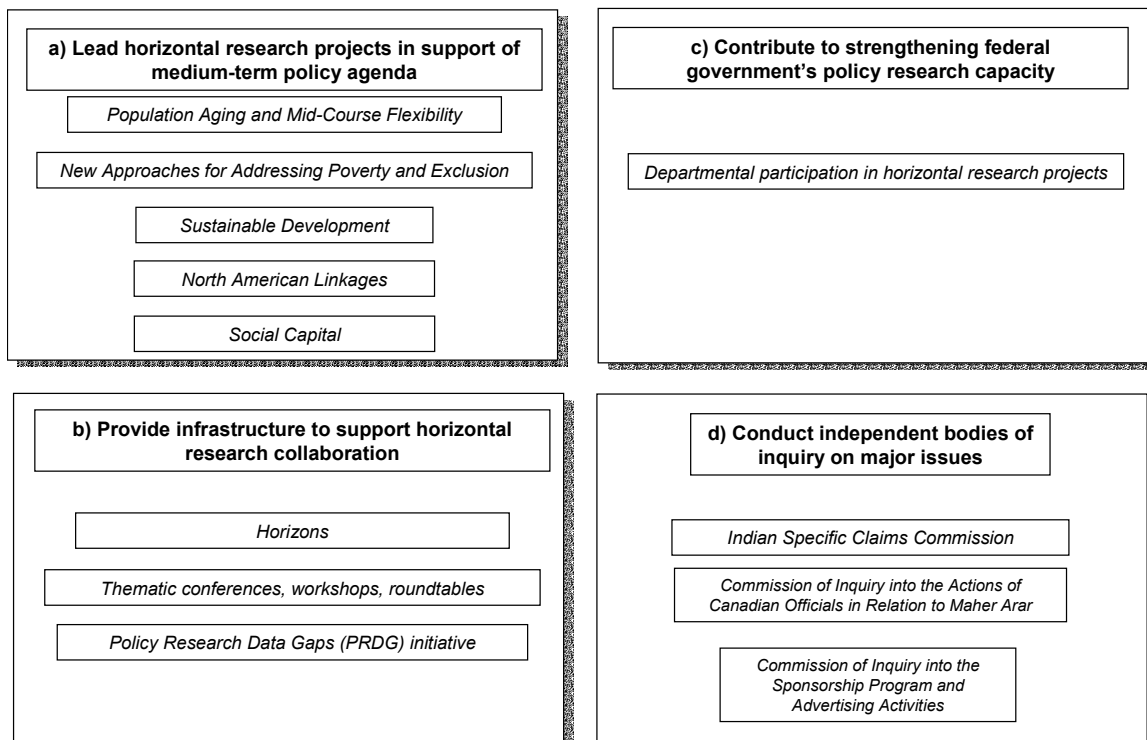 a) Lead horizontal research projects in support of
medium-term policy agenda
Population Aging and Mid-Course Flexibility
New Approaches for Addressing Poverty and Exclusion
Sustainable Development
North American Linkages
Social Capital
b) Provide infrastructure to support horizontal
research collaboration
Horizons
Thematic conferences, workshops, roundtables
Policy Research Data Gaps (PRDG) initiative
c) Contribute to strengthening federal
government's policy research capacity
Departmental participation in horizontal research projects
d) Conduct independent bodies of
inquiry on major issues
Indian Specific Claims Commission
Commission of Inquiry into the Actions of
Canadian Officials in Relation to Maher Arar
Commission of Inquiry into the
Sponsorship Program and
Advertising Activities